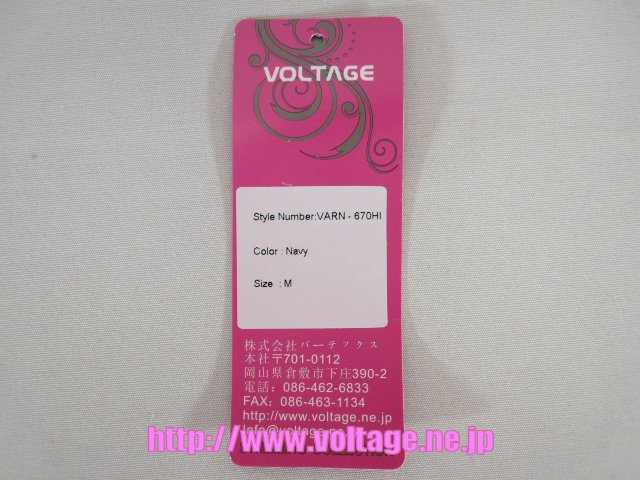 VOLTAGE
Style Number:VARN - 670HI
Color : Navy
Size : M
株式会社バーテックス
本社〒701-0112
岡山県倉敷市下庄390-2
電話： 086-462-6833
FAX： 086-463-1134
http://www.voltage.ne.jp
http://www.voltage.ne.jp